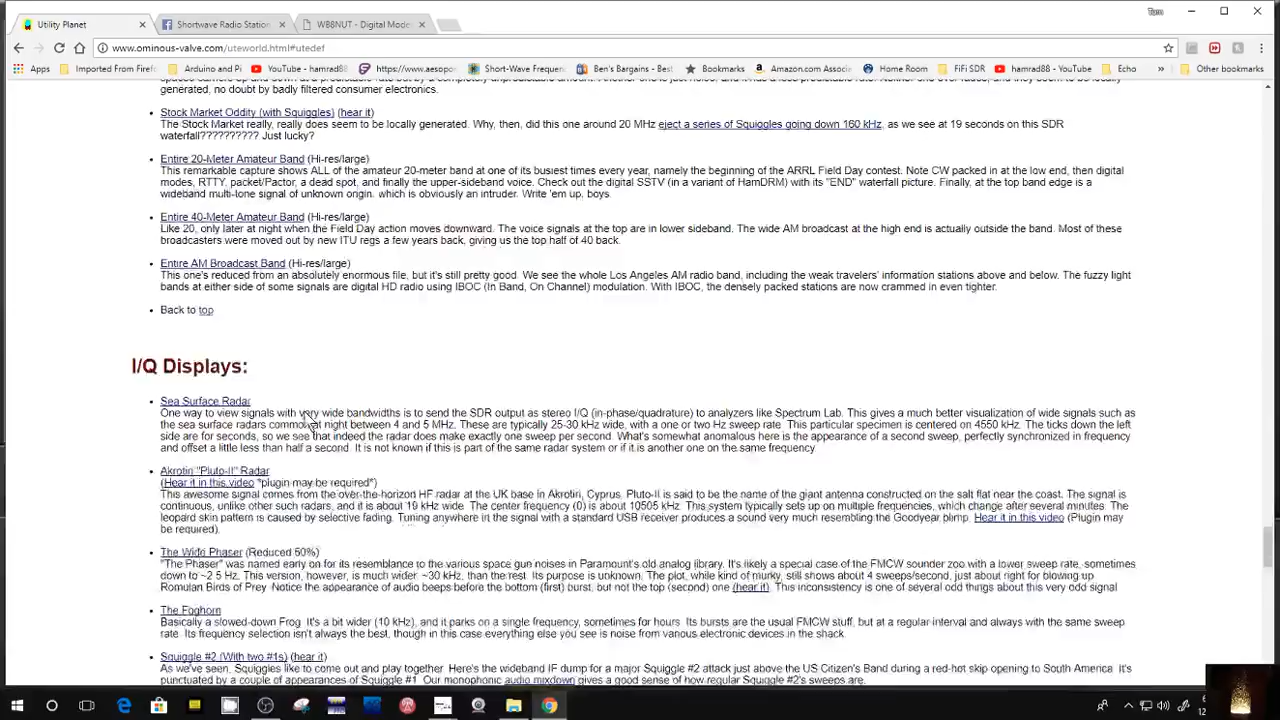 Tom
Utility Planet
Shortwave Radio Station
WB8NUT - Digital Mode
www.ominous-valve.com/uteworld.html#utedef
Apps
Imported From Firef
Arduino and Pi
YouTube - hamrad8
https://www.aesopo
Short-Wave Frequenc
Ben's Bargains - Best
Bookmarks
Amazon.com Associ
Home Room
FiFi SDR
hamrad88 - YouTube
Echo
»
Other bookmarks
generated, no doubt by badly filtered consumer electronics.
• Stock Market Oddity (with Squiggles) (hear it)
The Stock Market really, really does seem to be locally generated. Why, then, did this one around 20 MHz eject a series of Squiggles going down 160 kHz, as we see at 19 seconds on this SDR
waterfall?????????? Just lucky?
• Entire 20-Meter Amateur Band (Hi-res/large)
This remarkable capture shows ALL of the amateur 20-meter band at one of its busiest times every year, namely the beginning of the ARRL Field Day contest. Note CW packed in at the low end, then digital
modes, RTTY, packet/Pactor, a dead spot, and finally the upper-sideband voice. Check out the digital SSTV (in a variant of HamDRM) with its "END" waterfall picture. Finally, at the top band edge is a
wideband multi-tone signal of unknown origin, which is obviously an intruder. Write 'em up, boys.
• Entire 40-Meter Amateur Band (Hi-res/large)
Like 20, only later at night when the Field Day action moves downward. The voice signals at the top are in lower sideband. The wide AM broadcast at the high end is actually outside the band. Most of these
broadcasters were moved out by new ITU regs a few years back, giving us the top half of 40 back.
• Entire AM Broadcast Band (Hi-res/large)
This one's reduced from an absolutely enormous file, but it's still pretty good. We see the whole Los Angeles AM radio band, including the weak travelers' information stations above and below. The fuzzy light
bands at either side of some signals are digital HD radio using IBOC (In Band, On Channel) modulation. With IBOC, the densely packed stations are now crammed in even tighter.
• Back to top
I/Q Displays:
• Sea Surface Radar
One way to view signals with very wide bandwidths is to send the SDR output as stereo I/Q (in-phase/quadrature) to analyzers like Spectrum Lab. This gives a much better visualization of wide signals such as
the sea surface radars common at night between 4 and 5 MHz. These are typically 25-30 kHz wide, with a one or two Hz sweep rate. This particular specimen is centered on 4550 kHz. The ticks down the left
side are for seconds, so we see that indeed the radar does make exactly one sweep per second. What's somewhat anomalous here is the appearance of a second sweep, perfectly synchronized in frequency
and offset a little less than half a second. It is not known if this is part of the same radar system or if it is another one on the same frequency
• Akrotiri "Pluto-II" Radar
(Hear it in this video *plugin may be required*)
This awesome signal comes from the over-the-horizon HF radar at the UK base in Akrotiri, Cyprus. Pluto-II is said to be the name of the giant antenna constructed on the salt flat near the coast. The signal is
continuous, unlike other such radars, and it is about 19 kHz wide. The center frequency (0) is about 10505 kHz. This system typically sets up on multiple frequencies, which change after several minutes. The
leopard skin pattern is caused by selective fading. Tuning anywhere in the signal with a standard USB receiver produces a sound very much resembling the Goodyear blimp. Hear it in this video (Plugin may
be required).
• The Wide Phaser (Reduced 50%)
"The Phaser" was named early on for its resemblance to the various space gun noises in Paramount's old analog library. It's likely a special case of the FMCW sounder zoo with a lower sweep rate, sometimes
down to ~2.5 Hz. This version, however, is much wider, ~30 kHz, than the rest. Its purpose is unknown. The plot, while kind of murky, still shows about 4 sweeps/second, just about right for blowing up
Romulan Birds of Prey. Notice the appearance of audio beeps before the bottom (first) burst, but not the top (second) one (hear it). This inconsistency is one of several odd things about this very odd signal
• The Foghorn
Basically a slowed-down Frog. It's a bit wider (10 kHz), and it parks on a single frequency, sometimes for hours. Its bursts are the usual FMCW stuff, but at a regular interval and always with the same sweep
rate. Its frequency selection isn't always the best, though in this case everything else you see is noise from various electronic devices in the shack.
• Squiggle #2 (With two #1s) (hear it)
As we've seen, Squiggles like to come out and play together. Here's the wideband IF dump for a major Squiggle #2 attack just above the US Citizen's Band during a red-hot skip opening to South America. It's
punctuated by a couple of appearances of Squiggle #1. Our monophonic audio mixdown gives a good sense of how regular Squiggle #2's sweeps are.